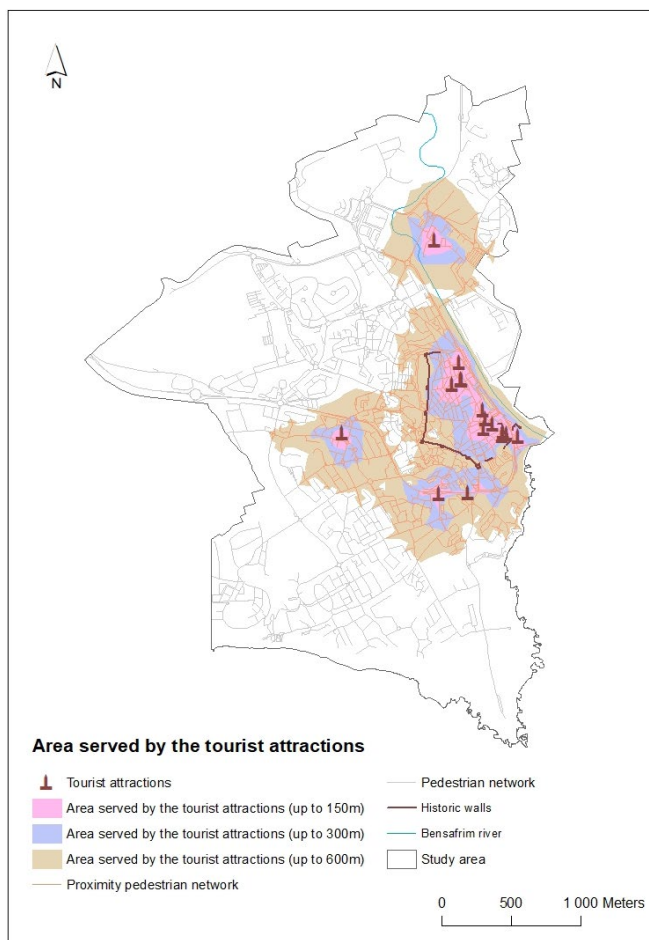 N
Area served by the tourist attractions
Tourist attractions
Area served by the tourist attractions (up to 150m)
Area served by the tourist attractions (up to 300m)
Area served by the tourist attractions (up to 600m)
Proximity pedrestrian network
Pedestrian network
Historic walls
Bensafrim river
Study area
0 500 1 000 Meters